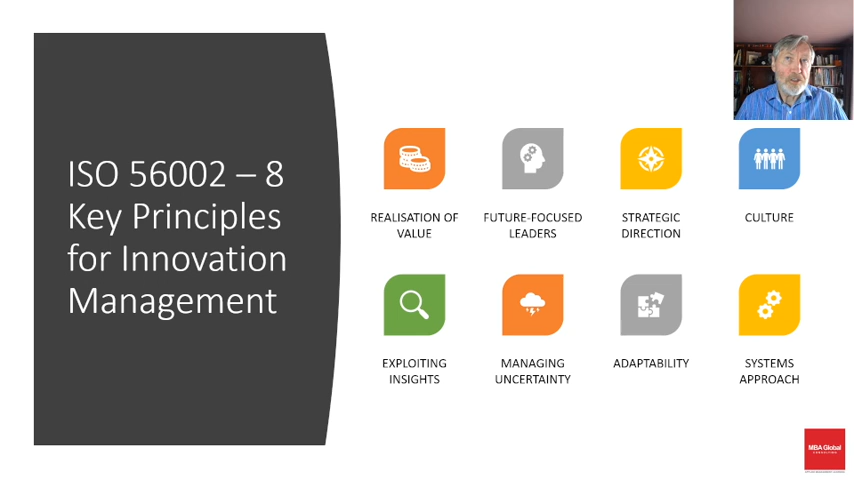 ISO 56002 – 8
Key Principles
for Innovation
Management
REALISATION OF
VALUE
FUTURE-FOCUSED
LEADERS
STRATEGIC
DIRECTION
CULTURE
EXPLOITING
INSIGHTS
MANAGING
UNCERTAINTY
ADAPTABILITY
SYSTEMS
APPROACH
MBA Global
CONSULTING